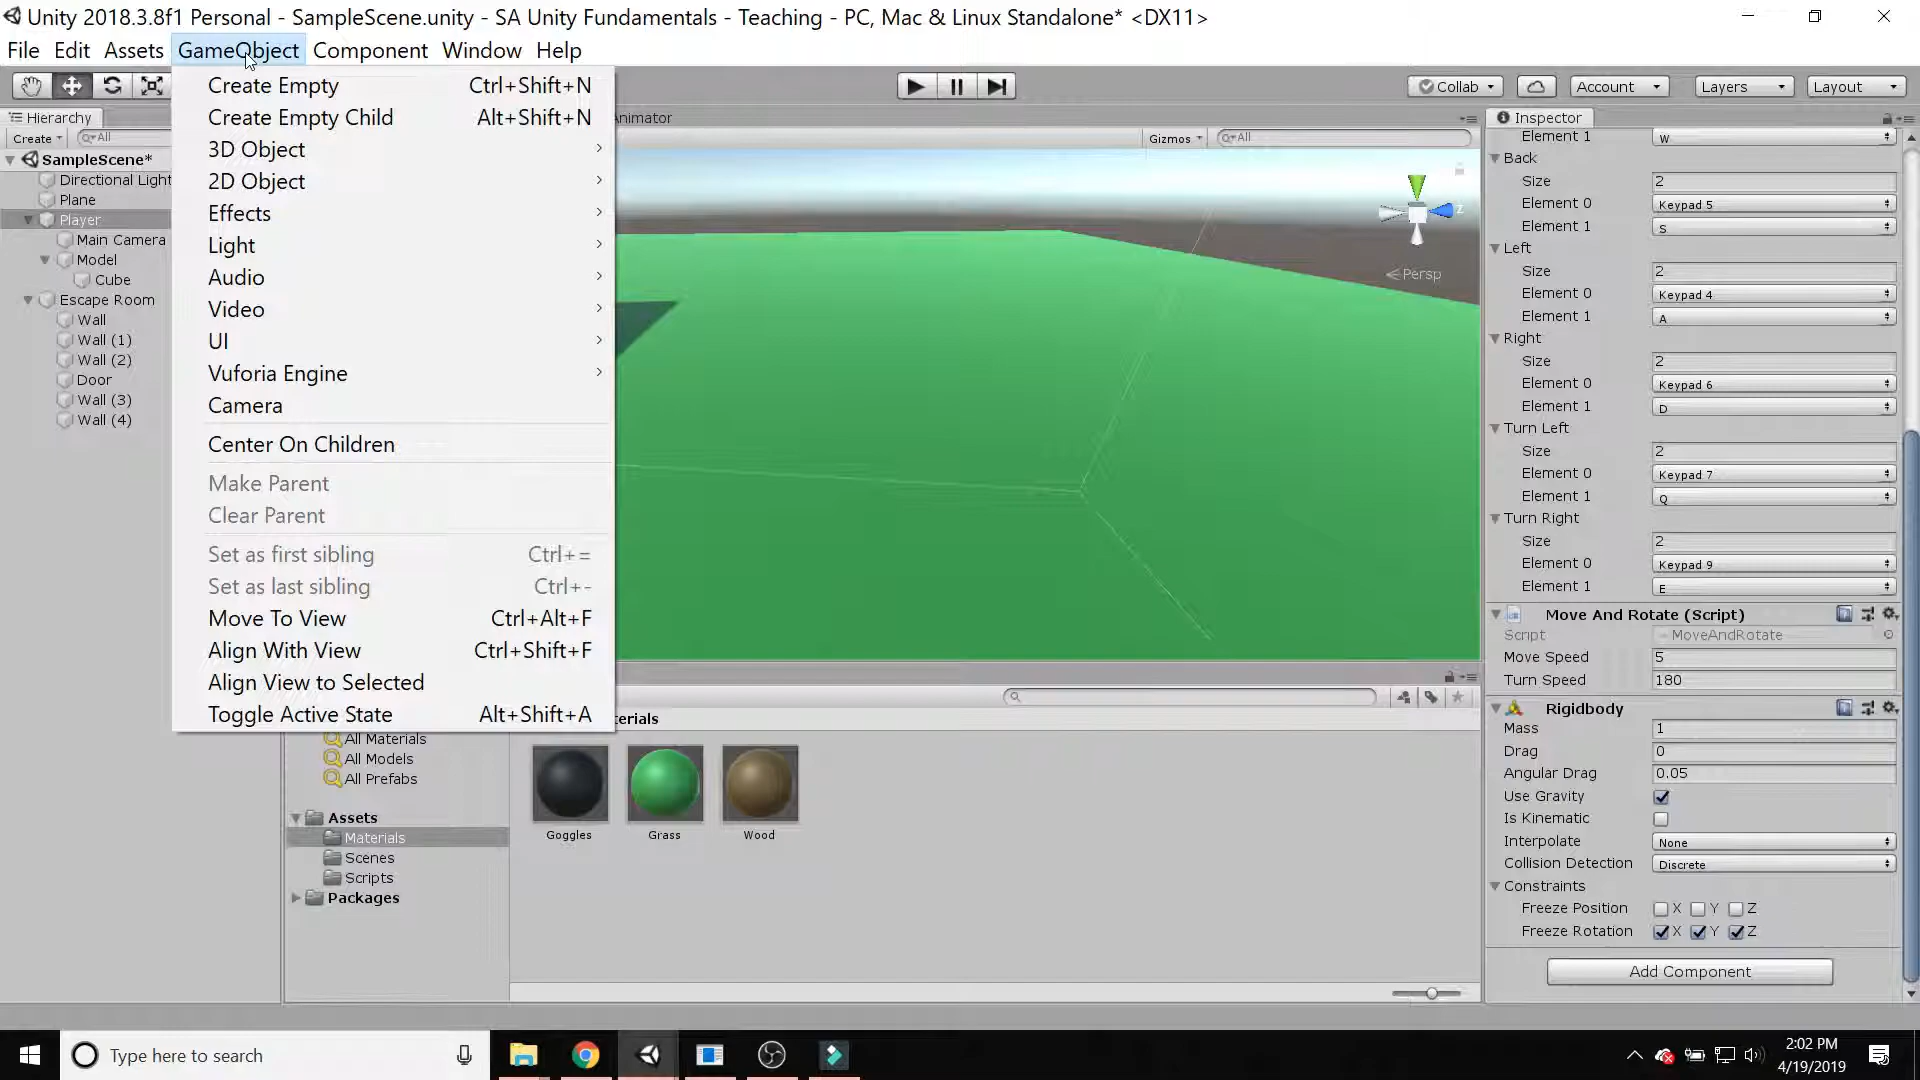 Unity 2018.3.8f1 Personal - SampleScene.unity - SA Unity Fundamentals - Teaching - PC, Mac & Linux Standalone* <DX11>
File Edit Assets GameObject Component Window Help
Create Empty Ctrl+Shift+N
Create Empty Child Alt+Shift+N
3D Object
2D Object
Effects
Light
Audio
Video
UI
Vuforia Engine
Camera
Center On Children
Make Parent
Clear Parent
Set as first sibling Ctrl+=
Set as last sibling Ctrl+-
Move To View Ctrl+Alt+F
Align With View Ctrl+Shift+F
Align View to Selected
Toggle Active State Alt+Shift+A
Collab Account Layers Layout
Hierarchy
Create All
SampleScene*
Directional Light
Plane
Player
Main Camera
Model
Cube
Escape Room
Wall
Wall (1)
Wall (2)
Door
Wall (3)
Wall (4)
nimator
Gizmos All
Z
Persp
terials
All Materials
All Models
All Prefabs
Assets
Materials
Scenes
Scripts
Packages
Goggles Grass Wood
Inspector
Element 1 W
Back
Size 2
Element 0 Keypad 5
Element 1 S
Left
Size 2
Element 0 Keypad 4
Element 1 A
Right
Size 2
Element 0 Keypad 6
Element 1 D
Turn Left
Size 2
Element 0 Keypad 7
Element 1 Q
Turn Right
Size 2
Element 0 Keypad 9
Element 1 E
Move And Rotate (Script)
Script MoveAndRotate
Move Speed 5
Turn Speed 180
Rigidbody
Mass 1
Drag 0
Angular Drag 0.05
Use Gravity
Is Kinematic
Interpolate None
Collision Detection Discrete
Constraints
Freeze Position X Y Z
Freeze Rotation X Y Z
Add Component
Type here to search
2:02 PM
4/19/2019